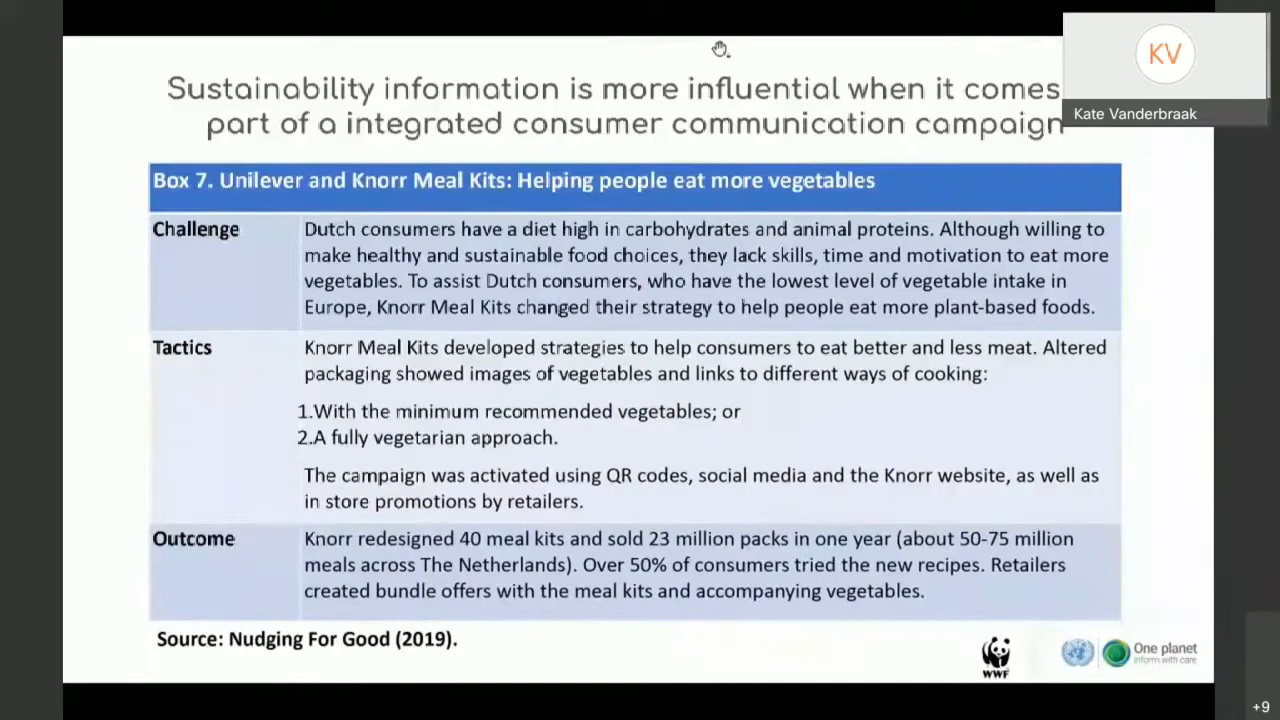 Sustainability information is more influential when it comes
part of a integrated consumer communication campaign
KV
Kate Vanderbraak
Box 7. Unilever and Knorr Meal Kits: Helping people eat more vegetables
Challenge
Dutch consumers have a diet high in carbohydrates and animal proteins. Although willing to
make healthy and sustainable food choices, they lack skills, time and motivation to eat more
vegetables. To assist Dutch consumers, who have the lowest level of vegetable intake in
Europe, Knorr Meal Kits changed their strategy to help people eat more plant-based foods.
Tactics
Knorr Meal Kits developed strategies to help consumers to eat better and less meat. Altered
packaging showed images of vegetables and links to different ways of cooking:
1.With the minimum recommended vegetables; or
2.A fully vegetarian approach.
The campaign was activated using QR codes, social media and the Knorr website, as well as
in store promotions by retailers.
Outcome
Knorr redesigned 40 meal kits and sold 23 million packs in one year (about 50-75 million
meals across The Netherlands). Over 50% of consumers tried the new recipes. Retailers
created bundle offers with the meal kits and accompanying vegetables.
Source: Nudging For Good (2019).
WWF
One planet
inform with care
+9